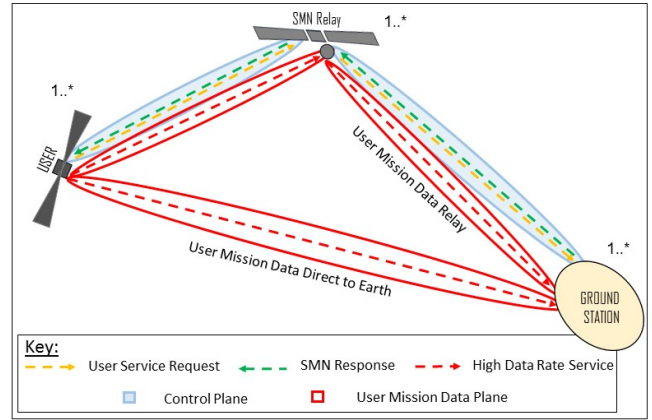 SMN Relay
1..*
1..*
USER
User Mission Data Relay
1..*
User Mission Data Direct to Earth
GROUND
STATION
Key:
User Service Request
SMN Response
High Data Rate Service
Control Plane
User Mission Data Plane